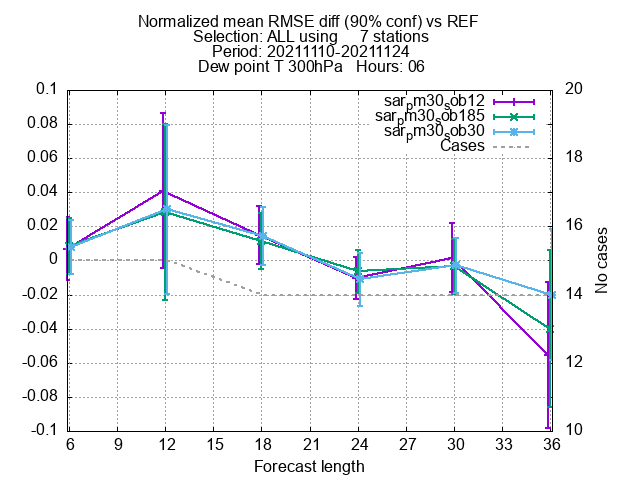 Normalized mean RMSE diff (90% conf) vs REF
Selection: ALL using     7 stations
Period: 20211110-20211124
Dew point T 300hPa   Hours: 06
sar_pm30_sob12
sar_pm30_sob185
sar_pm30_sob30
Cases
0.1
0.08
0.06
0.04
0.02
0
-0.02
-0.04
-0.06
-0.08
-0.1
20
18
16
14
12
10
No cases
6 9 12 15 18 21 24 27 30 33 36
Forecast length